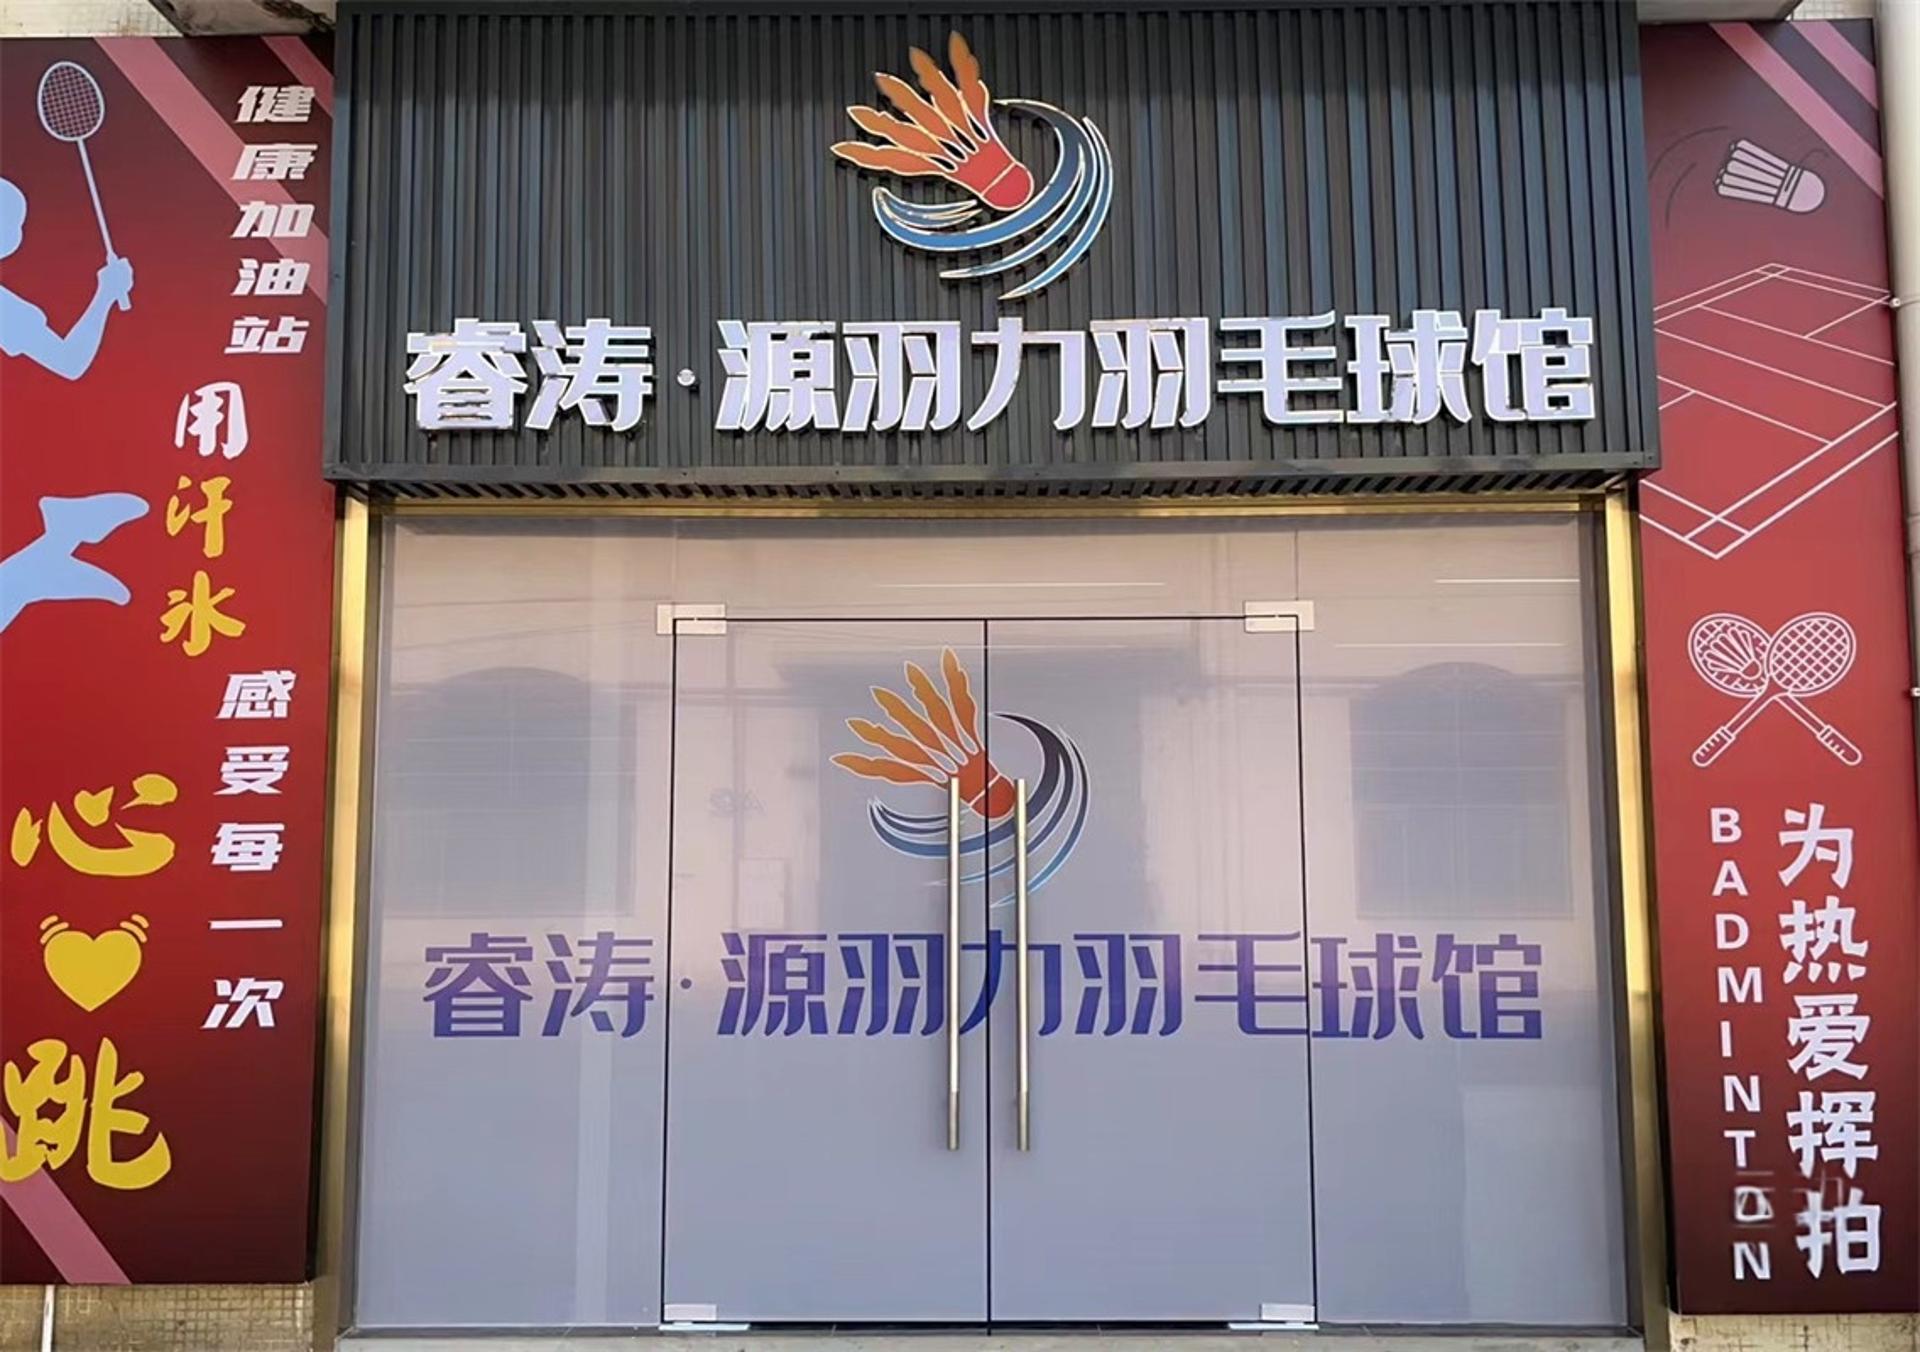 睿涛·源羽力羽毛球馆
健康加油站
用汗水
感受每一次
心跳
睿涛·源羽力羽毛球馆
为热爱挥拍
BADMINTON